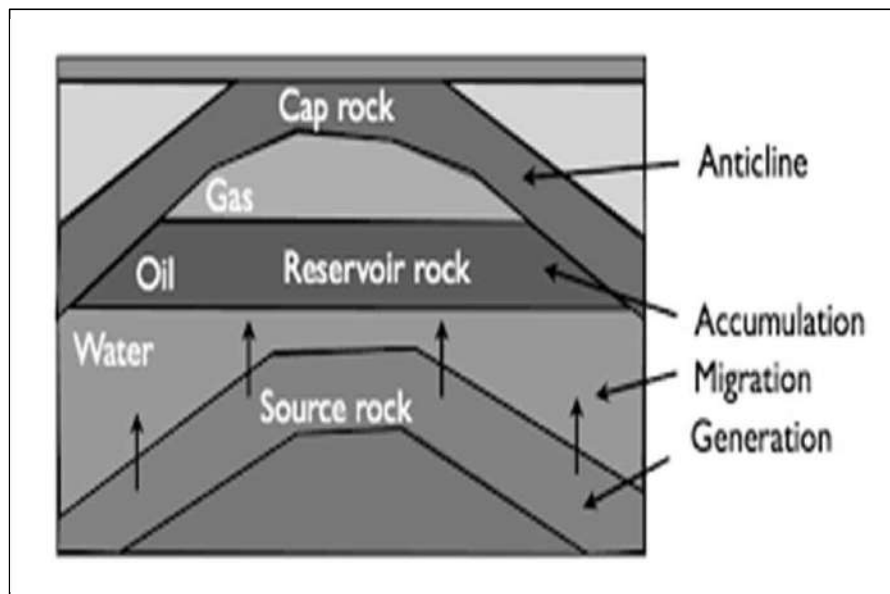 Cap rock
Anticline
Gas
Oil
Reservoir rock
Accumulation
Water
Migration
Source rock
Generation